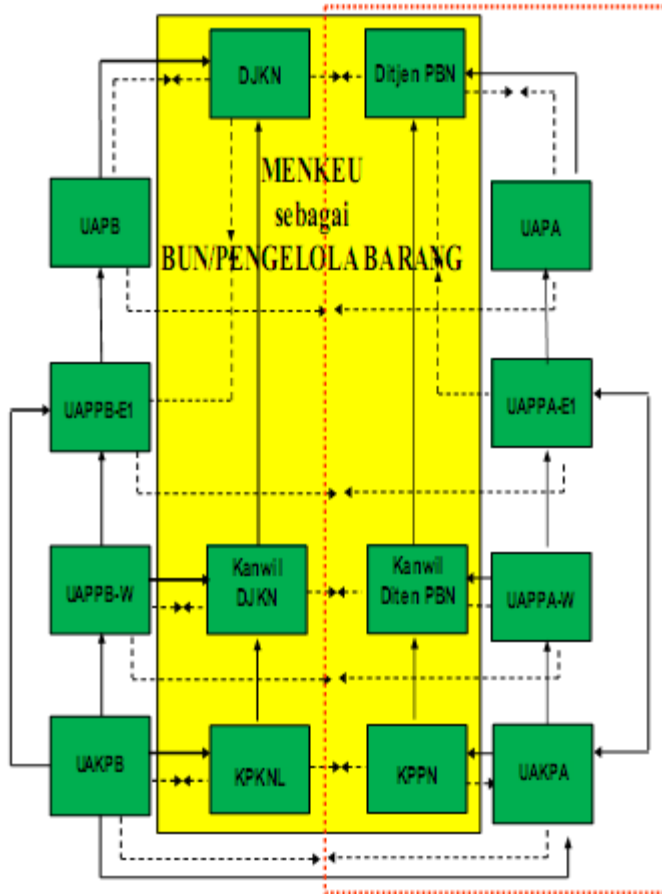 DJKN
Ditjen PBN
MENKEU
sebagai
BUN/PENGELOLA BARANG
UAPB
UAPA
UAPPB-E1
UAPPA-E1
UAPPB-W
Kanwil
DJKN
Kanwil
Diten PBN
UAPPA-W
UAKPB
KPKNL
KPPN
UAKPA